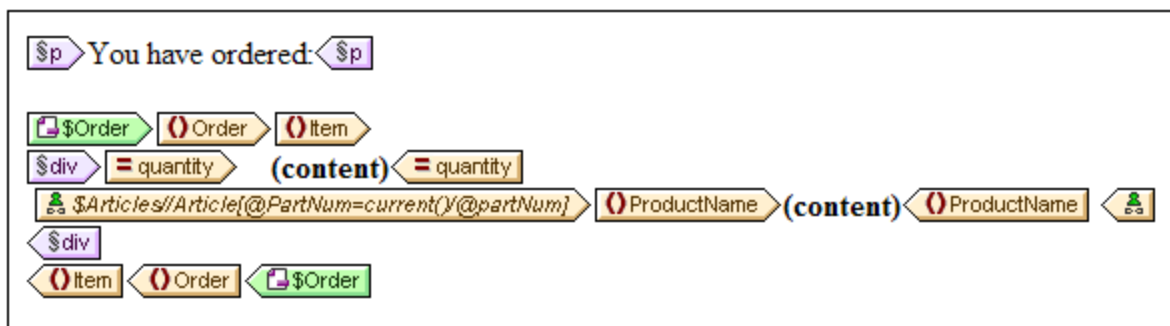 §p You have ordered: §p
$Order () Order () Item
§div = quantity (content) = quantity
$Articles//Article[@PartNum=current()/@partNum] () ProductName (content) () ProductName
§div
() Item () Order $Order